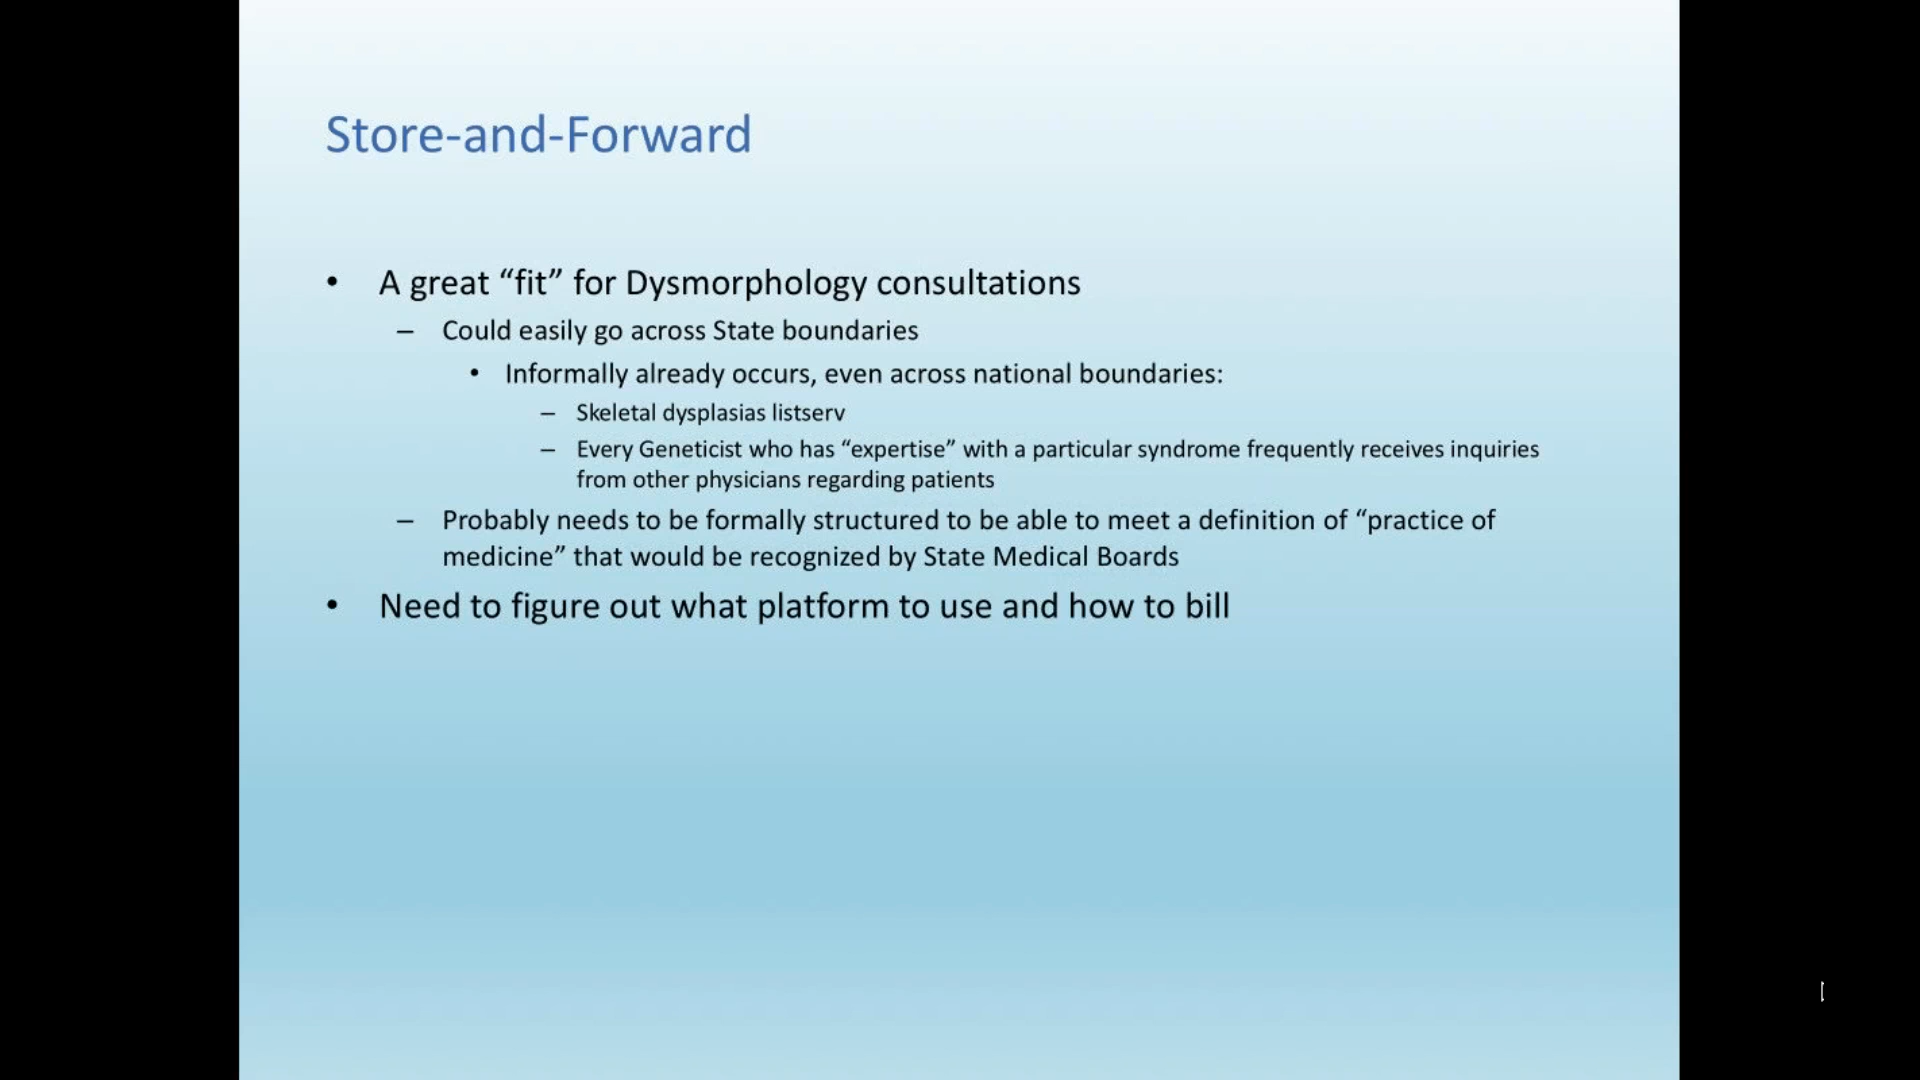 Store-and-Forward
• A great “fit” for Dysmorphology consultations
– Could easily go across State boundaries
• Informally already occurs, even across national boundaries:
– Skeletal dysplasias listserv
– Every Geneticist who has “expertise” with a particular syndrome frequently receives inquiries
from other physicians regarding patients
– Probably needs to be formally structured to be able to meet a definition of “practice of
medicine” that would be recognized by State Medical Boards
• Need to figure out what platform to use and how to bill